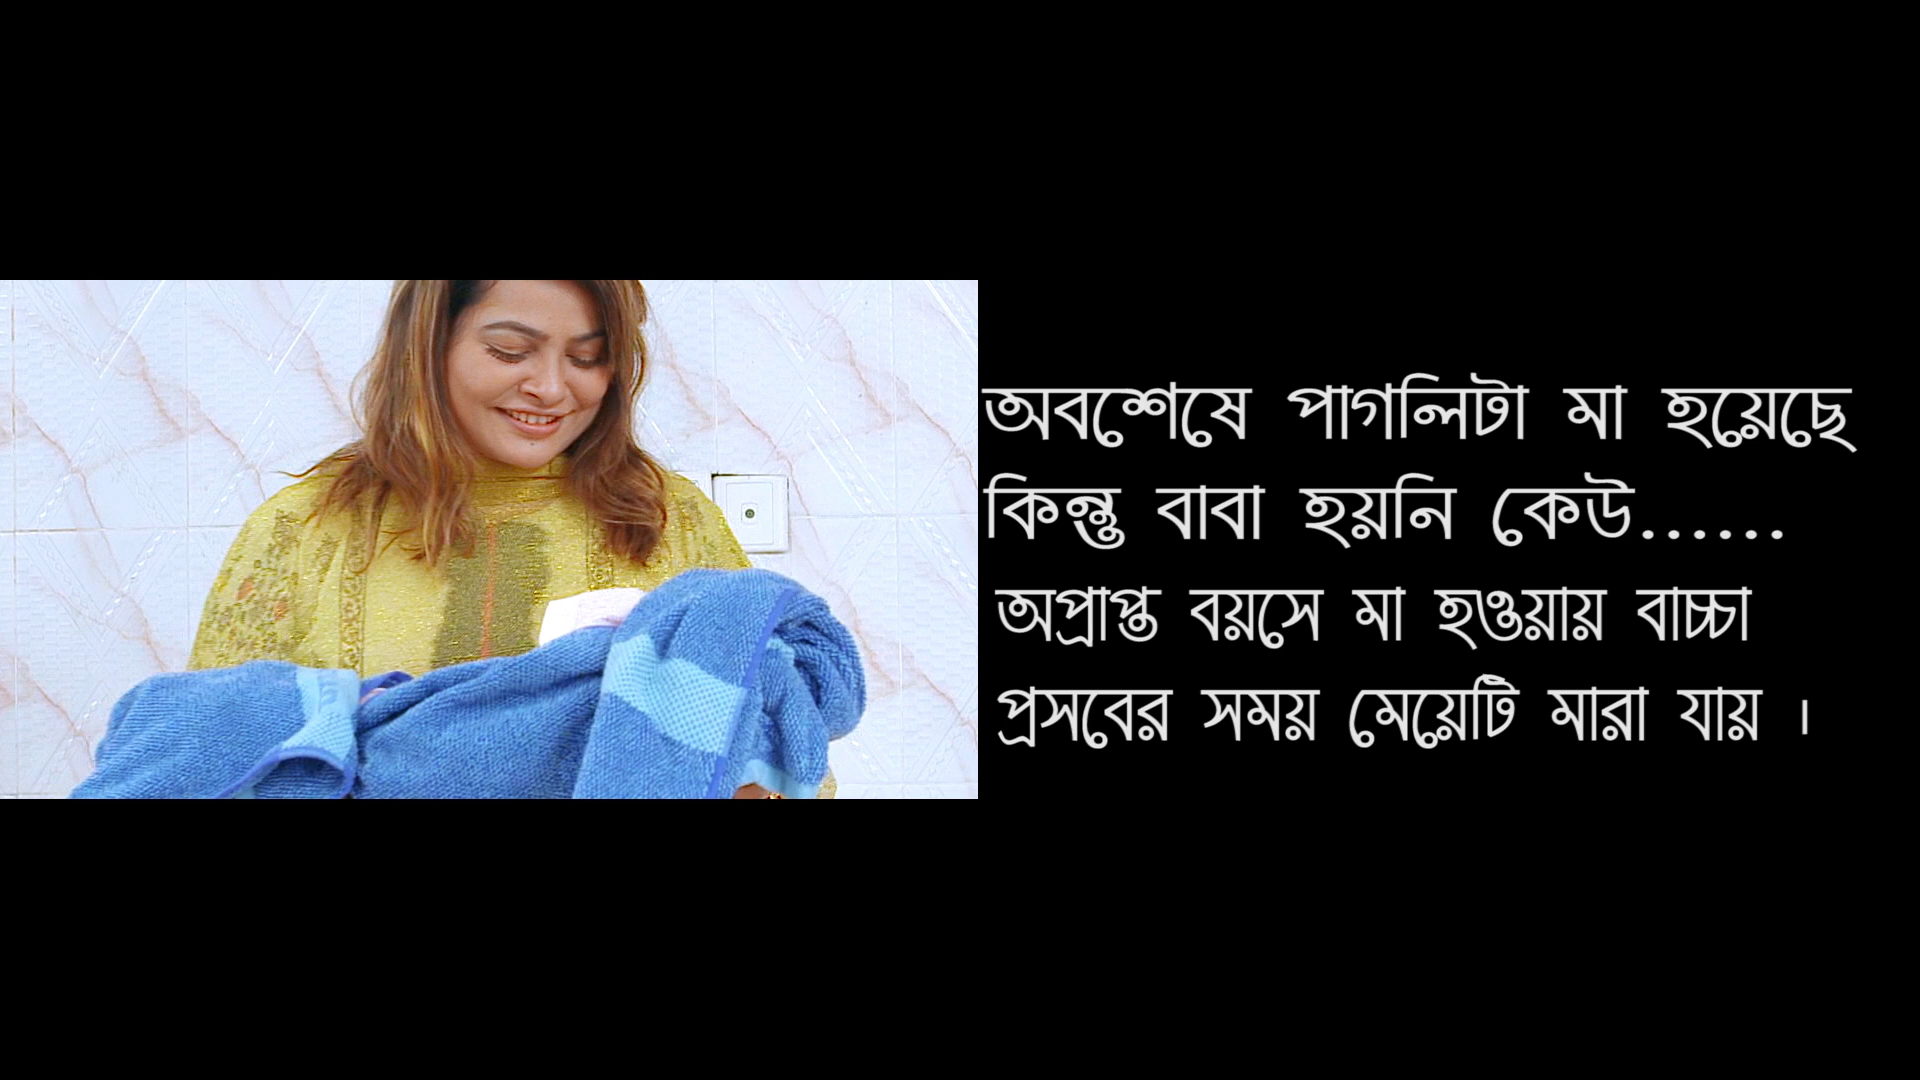 অবশেষে পাগলিটা মা হয়েছে
কিন্তু বাবা হয়নি কেউ......
অপ্রাপ্ত বয়সে মা হওয়ায় বাচ্চা
প্রসবের সময় মেয়েটি মারা যায় ।